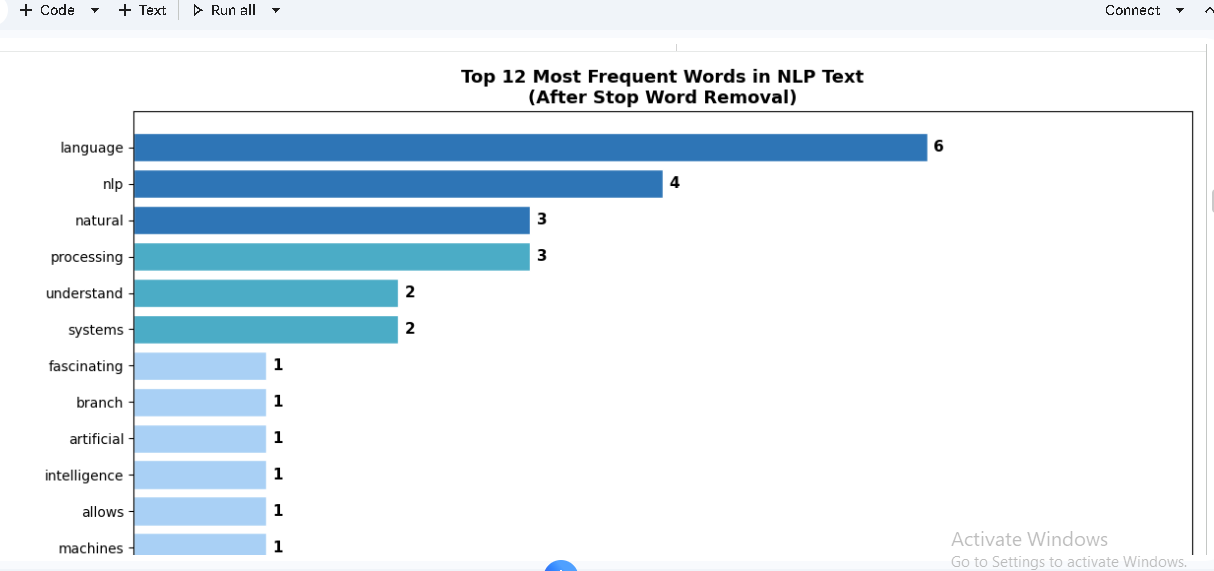 + Code + Text Run all Connect
Top 12 Most Frequent Words in NLP Text
(After Stop Word Removal)
language 6
nlp 4
natural 3
processing 3
understand 2
systems 2
fascinating 1
branch 1
artificial 1
intelligence 1
allows 1
machines 1
Activate Windows
Go to Settings to activate Windows.